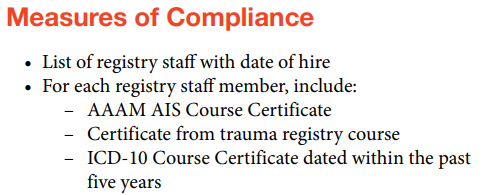 Measures of Compliance
• List of registry staff with date of hire
• For each registry staff member, include:
– AAAM AIS Course Certificate
– Certificate from trauma registry course
– ICD-10 Course Certificate dated within the past
five years